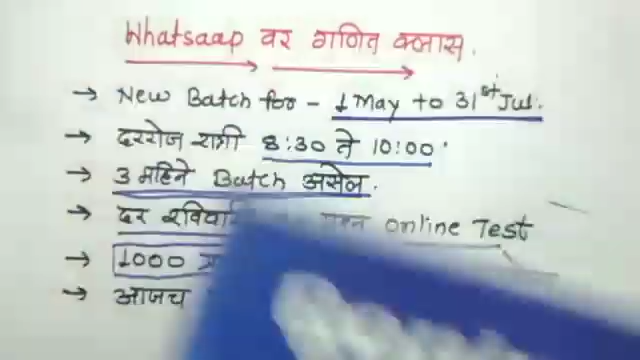 Whatsaap वर गणित क्लास.
→ New Batch for - 1 May to 31st Jul.
→ दररोज रात्री 8:30 ते 10:00
→ 3 महिने Batch असेल.
→ दर रविवारी online Test
→ 1000
→ आजच